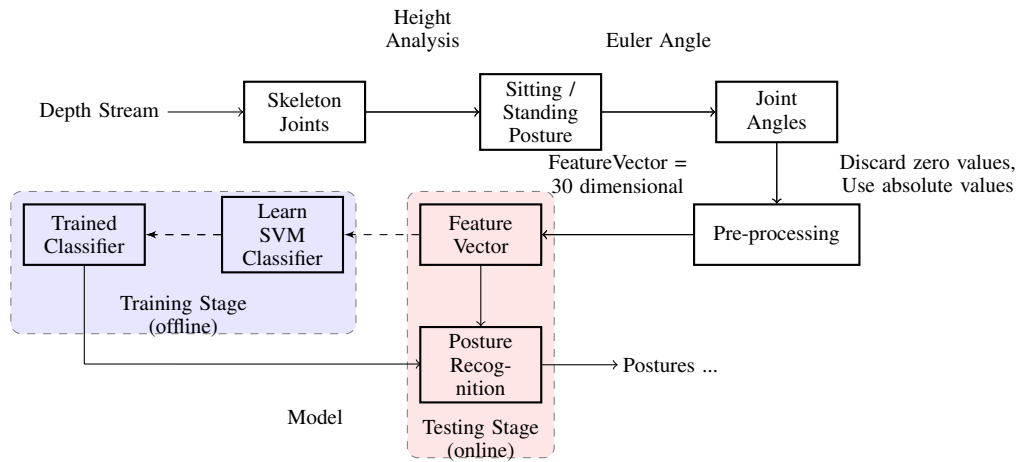 Height
Analysis
Euler Angle
Depth Stream
Skeleton
Joints
Sitting /
Standing
Posture
Joint
Angles
FeatureVector =
30 dimensional
Discard zero values,
Use absolute values
Trained
Classifier
Learn
SVM
Classifier
Feature
Vector
Pre-processing
Training Stage
(offline)
Posture
Recog-
nition
Postures ...
Model
Testing Stage
(online)